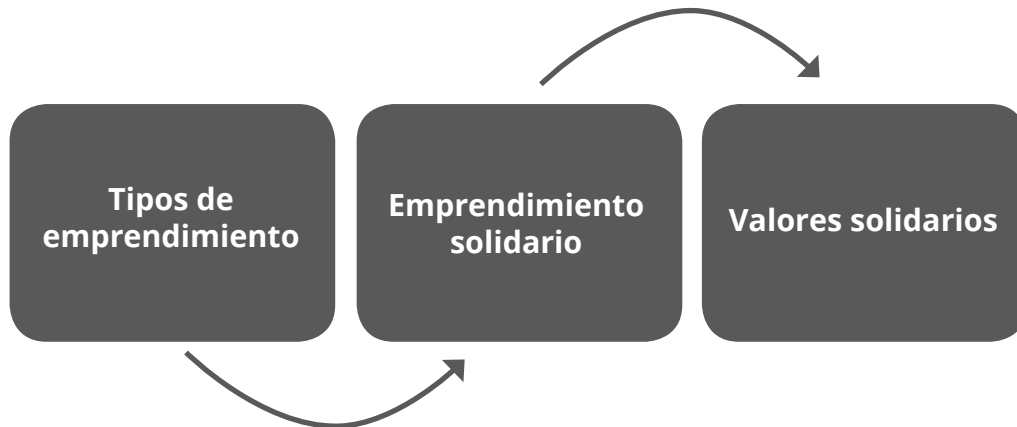 Tipos de
emprendimiento
Emprendimiento
solidario
Valores solidarios